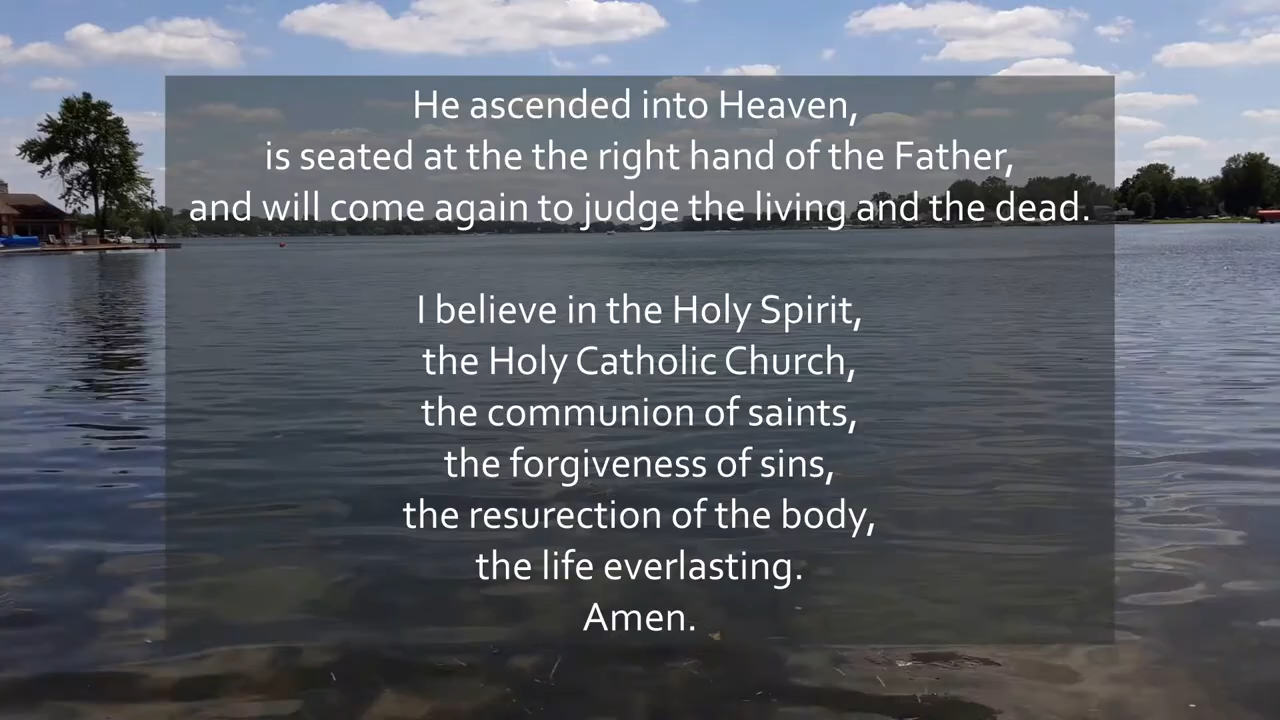 He ascended into Heaven,
is seated at the the right hand of the Father,
and will come again to judge the living and the dead.
I believe in the Holy Spirit,
the Holy Catholic Church,
the communion of saints,
the forgiveness of sins,
the resurection of the body,
the life everlasting.
Amen.